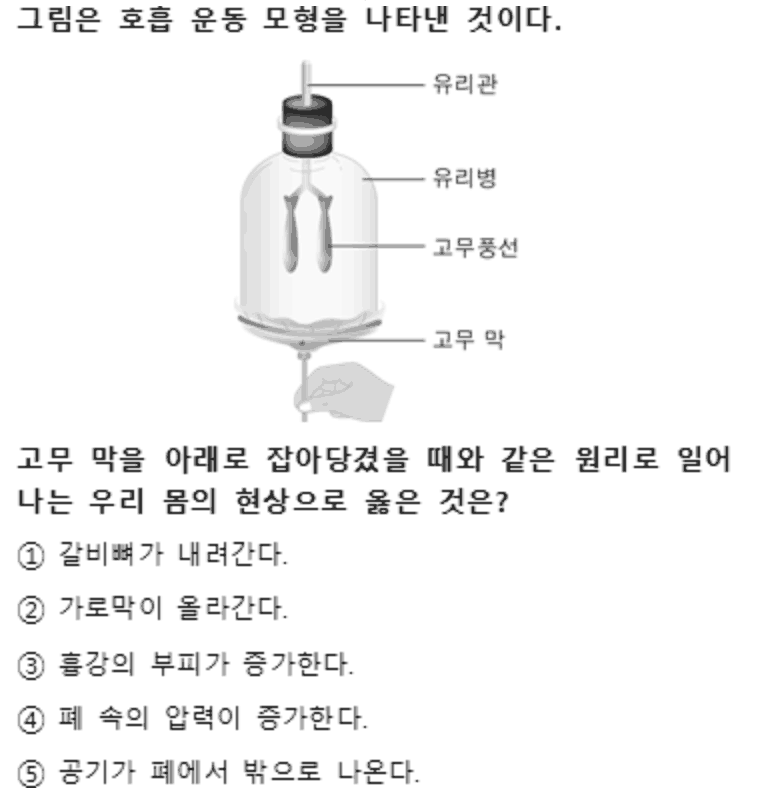 그림은 호흡 운동 모형을 나타낸 것이다.
유리관
유리병
고무풍선
고무 막
고무 막을 아래로 잡아당겼을 때와 같은 원리로 일어
나는 우리 몸의 현상으로 옳은 것은?
① 갈비뼈가 내려간다.
② 가로막이 올라간다.
③ 흉강의 부피가 증가한다.
④ 폐 속의 압력이 증가한다.
⑤ 공기가 폐에서 밖으로 나온다.